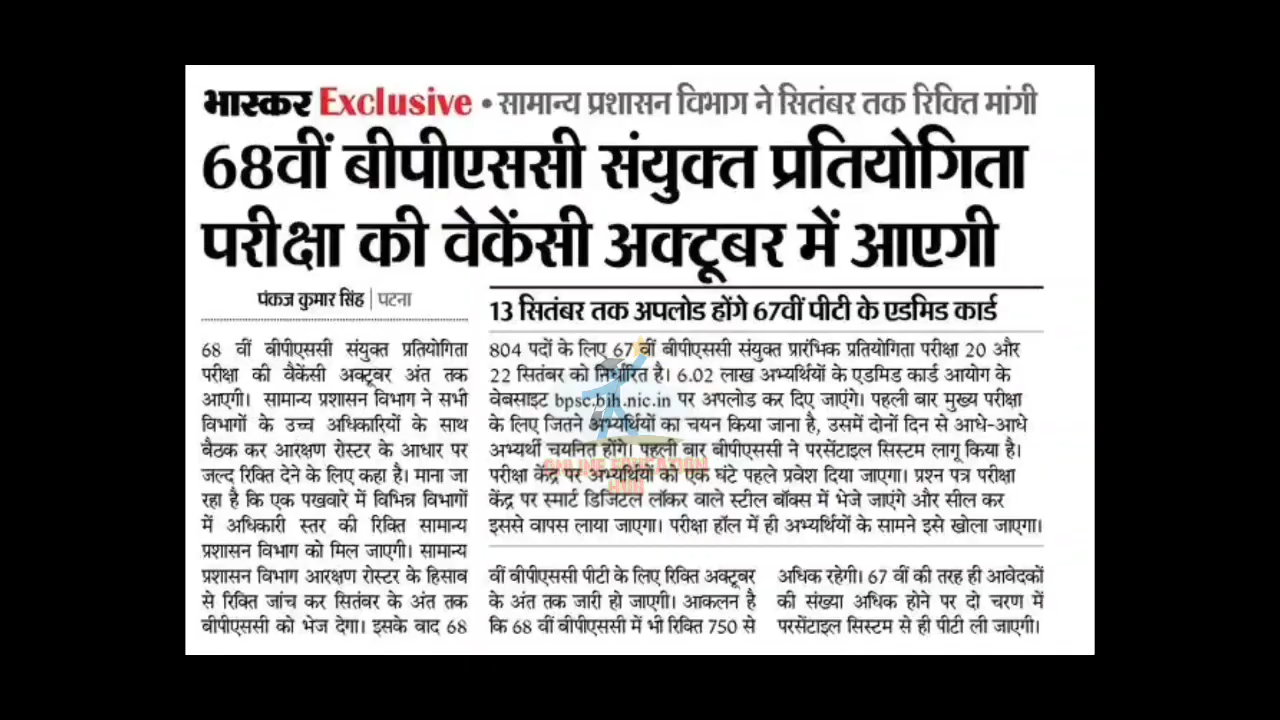 भास्कर Exclusive • सामान्य प्रशासन विभाग ने सितंबर तक रिक्ति मांगी
68वीं बीपीएससी संयुक्त प्रतियोगिता
परीक्षा की वेकेंसी अक्टूबर में आएगी
पंकज कुमार सिंह | पटना
68 वीं बीपीएससी संयुक्त प्रतियोगिता
परीक्षा की वैकेंसी अक्टूबर अंत तक
आएगी। सामान्य प्रशासन विभाग ने सभी
विभागों के उच्च अधिकारियों के साथ
बैठक कर आरक्षण रोस्टर के आधार पर
जल्द रिक्ति देने के लिए कहा है। माना जा
रहा है कि एक पखवारे में विभिन्न विभागों
में अधिकारी स्तर की रिक्ति सामान्य
प्रशासन विभाग को मिल जाएगी। सामान्य
प्रशासन विभाग आरक्षण रोस्टर के हिसाब
से रिक्ति जांच कर सितंबर के अंत तक
बीपीएससी को भेज देगा। इसके बाद 68
13 सितंबर तक अपलोड होंगे 67वीं पीटी के एडमिड कार्ड
804 पदों के लिए 67 वीं बीपीएससी संयुक्त प्रारंभिक प्रतियोगिता परीक्षा 20 और
22 सितंबर को निर्धारित है। 6.02 लाख अभ्यर्थियों के एडमिड कार्ड आयोग के
वेबसाइट bpsc.bih.nic.in पर अपलोड कर दिए जाएंगे। पहली बार मुख्य परीक्षा
के लिए जितने अभ्यर्थियों का चयन किया जाना है, उसमें दोनों दिन से आधे-आधे
अभ्यर्थी चयनित होंगे। पहली बार बीपीएससी ने परसेंटाइल सिस्टम लागू किया है।
परीक्षा केंद्र पर अभ्यर्थियों को एक घंटे पहले प्रवेश दिया जाएगा। प्रश्न पत्र परीक्षा
केंद्र पर स्मार्ट डिजिटल लॉकर वाले स्टील बॉक्स में भेजे जाएंगे और सील कर
इससे वापस लाया जाएगा। परीक्षा हॉल में ही अभ्यर्थियों के सामने इसे खोला जाएगा।
ONLINE EDUCATION
HUB
वीं बीपीएससी पीटी के लिए रिक्ति अक्टूबर
के अंत तक जारी हो जाएगी। आकलन है
कि 68 वीं बीपीएससी में भी रिक्ति 750 से
अधिक रहेगी। 67 वीं की तरह ही आवेदकों
की संख्या अधिक होने पर दो चरण में
परसेंटाइल सिस्टम से ही पीटी ली जाएगी।